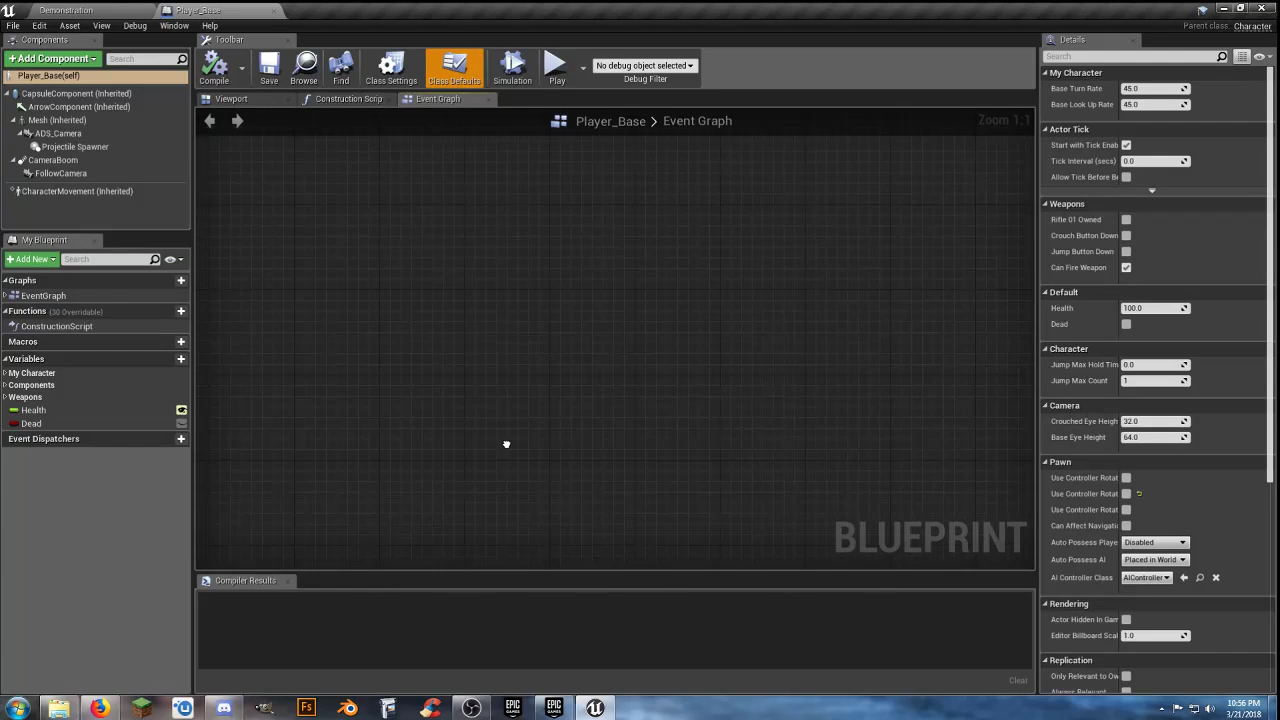 Demonstration
Player_Base
File Edit Asset View Debug Window Help
Parent class: Character
Components
Add Component
Search
Player_Base(self)
CapsuleComponent (Inherited)
ArrowComponent (Inherited)
Mesh (Inherited)
ADS_Camera
Projectile Spawner
CameraBoom
FollowCamera
CharacterMovement (Inherited)
My Blueprint
Add New
Search
Graphs
EventGraph
Functions (30 Overridable)
ConstructionScript
Macros
Variables
My Character
Components
Weapons
Health
Dead
Event Dispatchers
Toolbar
Compile
Save
Browse
Find
Class Settings
Class Defaults
Simulation
Play
No debug object selected
Debug Filter
Viewport
Construction Scrip
Event Graph
Player_Base > Event Graph
Zoom 1:1
BLUEPRINT
Compiler Results
Clear
Details
Search
My Character
Base Turn Rate 45.0
Base Look Up Rate 45.0
Actor Tick
Start with Tick Enab
Tick Interval (secs) 0.0
Allow Tick Before Be
Weapons
Rifle 01 Owned
Crouch Button Down
Jump Button Down
Can Fire Weapon
Default
Health 100.0
Dead
Character
Jump Max Hold Tim 0.0
Jump Max Count 1
Camera
Crouched Eye Heigh 32.0
Base Eye Height 64.0
Pawn
Use Controller Rotat
Use Controller Rotat
Use Controller Rotat
Can Affect Navigati
Auto Possess Playe Disabled
Auto Possess AI Placed in World
AI Controller Class AIController
Rendering
Actor Hidden In Gam
Editor Billboard Scal 1.0
Replication
Only Relevant to Ow
Always Relevant
Fs
EPIC GAMES
EPIC GAMES
10:56 PM
3/21/2018